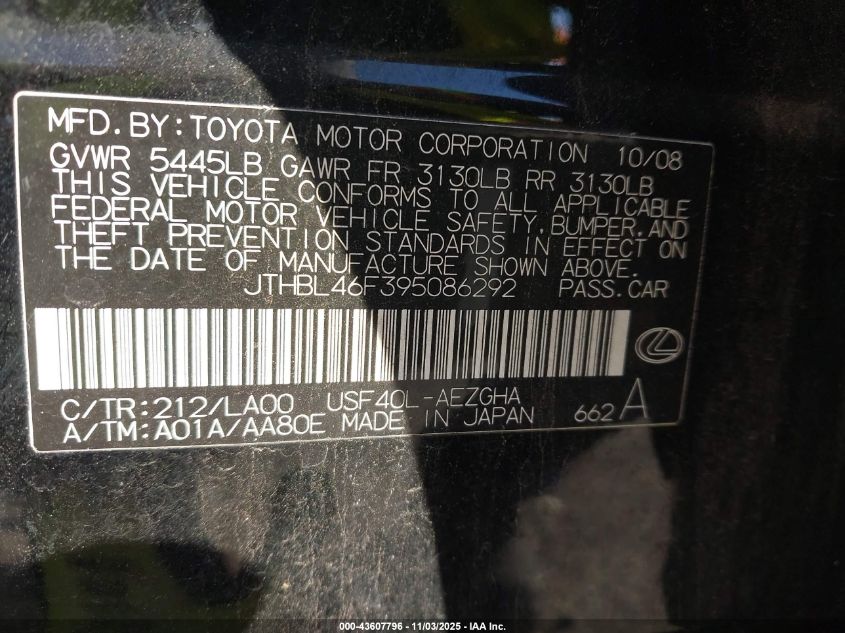 MFD. BY: TOYOTA MOTOR CORPORATION 10/08
GVWR 5445LB GAWR FR 3130LB RR 3130LB
THIS VEHICLE CONFORMS TO ALL APPLICABLE
FEDERAL MOTOR VEHICLE SAFETY, BUMPER, AND
THEFT PREVENTION STANDARDS IN EFFECT ON
THE DATE OF MANUFACTURE SHOWN ABOVE.
JTHBL46F395086292 PASS. CAR
C/TR: 212/LA00 USF40L-AEZGHA
A/TM: A01A/AA80E MADE IN JAPAN 662 A
000-43607796 - 11/03/2025 - IAA Inc.